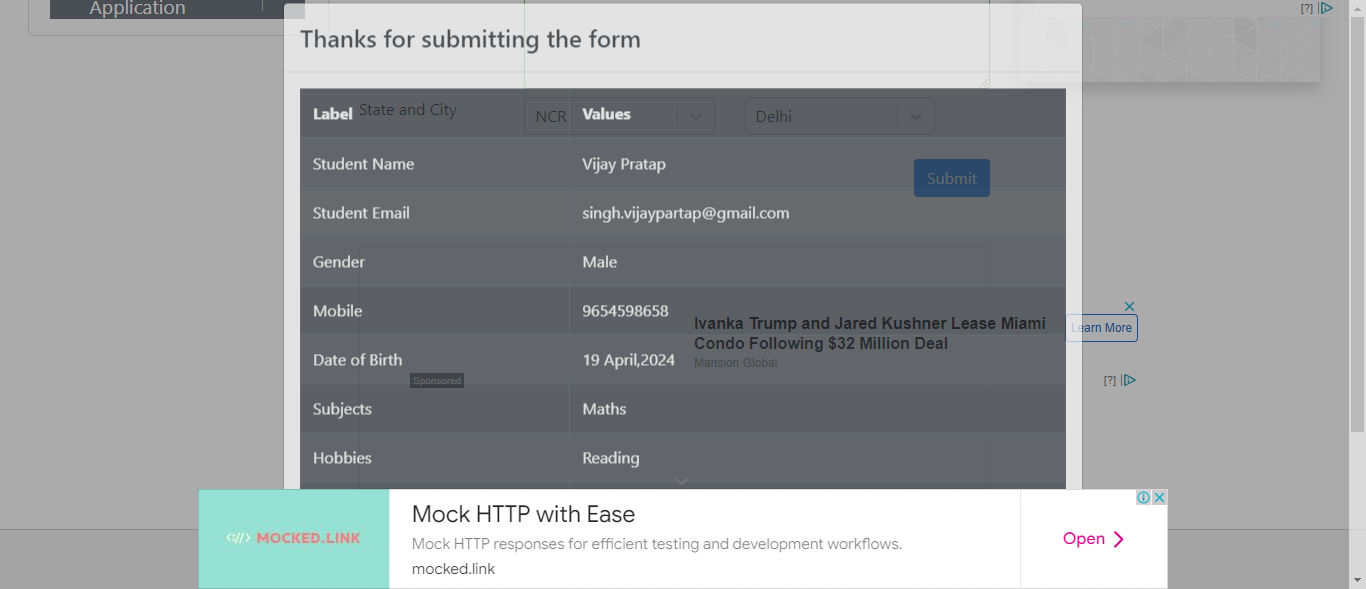 Application
[?]
Thanks for submitting the form
Label Values
State and City NCR Delhi
Student Name Vijay Pratap
Submit
Student Email singh.vijaypartap@gmail.com
Gender Male
Mobile 9654598658
Ivanka Trump and Jared Kushner Lease Miami
Condo Following $32 Million Deal
Mansion Global
Learn More
Date of Birth 19 April,2024
Sponsored
[?]
Subjects Maths
Hobbies Reading
<://> MOCKED.LINK
Mock HTTP with Ease
Mock HTTP responses for efficient testing and development workflows.
mocked.link
Open